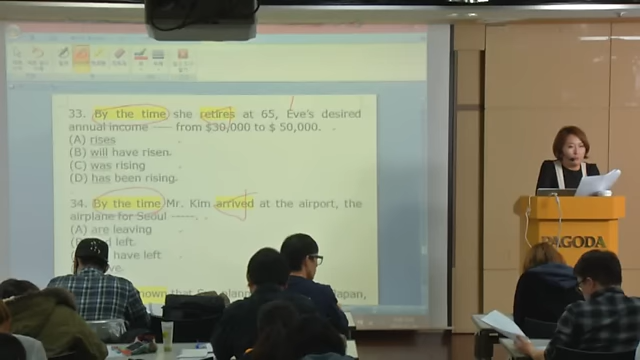 33. By the time she retires at 65, Eve's desired
annual income ----- from $30,000 to $ 50,000.
(A) rises
(B) will have risen.
(C) was rising
(D) has been rising.
34. By the time Mr. Kim arrived at the airport, the
airplane for Seoul -----.
(A) are leaving
left
have left
that
Japan,
PAGODA